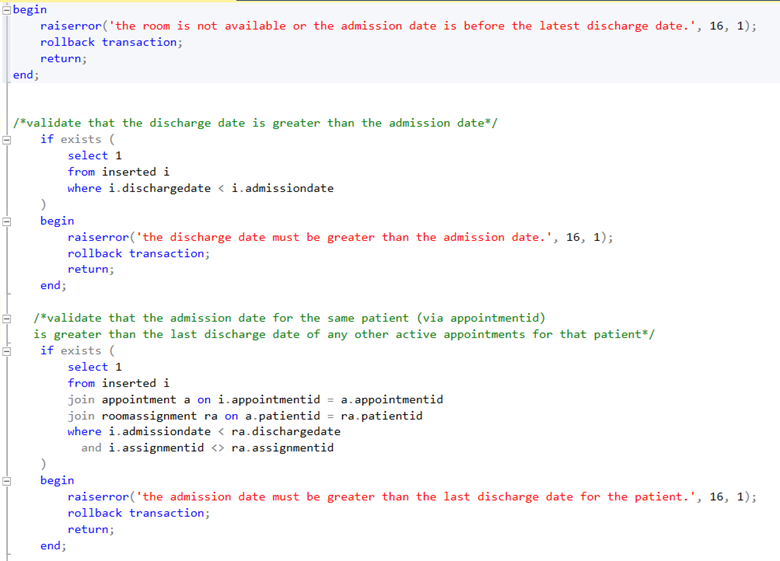 begin
raiserror('the room is not available or the admission date is before the latest discharge date.', 16, 1);
rollback transaction;
return;
end;
/*validate that the discharge date is greater than the admission date*/
if exists (
select 1
from inserted i
where i.dischargedate < i.admissiondate
)
begin
raiserror('the discharge date must be greater than the admission date.', 16, 1);
rollback transaction;
return;
end;
/*validate that the admission date for the same patient (via appointmentid)
is greater than the last discharge date of any other active appointments for that patient*/
if exists (
select 1
from inserted i
join appointment a on i.appointmentid = a.appointmentid
join roomassignment ra on a.patientid = ra.patientid
where i.admissiondate < ra.dischargedate
and i.assignmentid <> ra.assignmentid
)
begin
raiserror('the admission date must be greater than the last discharge date for the patient.', 16, 1);
rollback transaction;
return;
end;